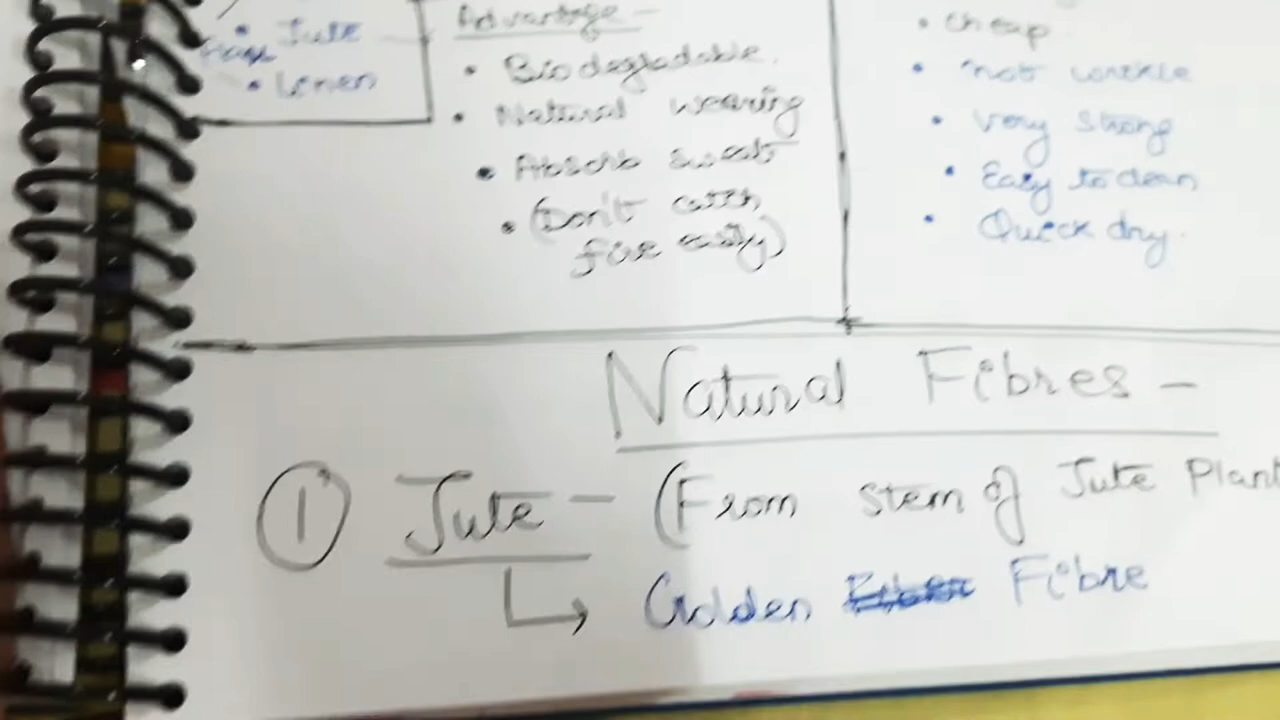 • Jute
Flax
• Linen
Advantage -
• Biodegradable.
• Natural wearing
• Absorb sweat
• (Don't catch
fire easily)
• cheap
• not wrinkle
• very strong
• Easy to clean
• Quick dry.
Natural Fibres -
① Jute - (From stem of Jute Plant
↳ Golden Fibre